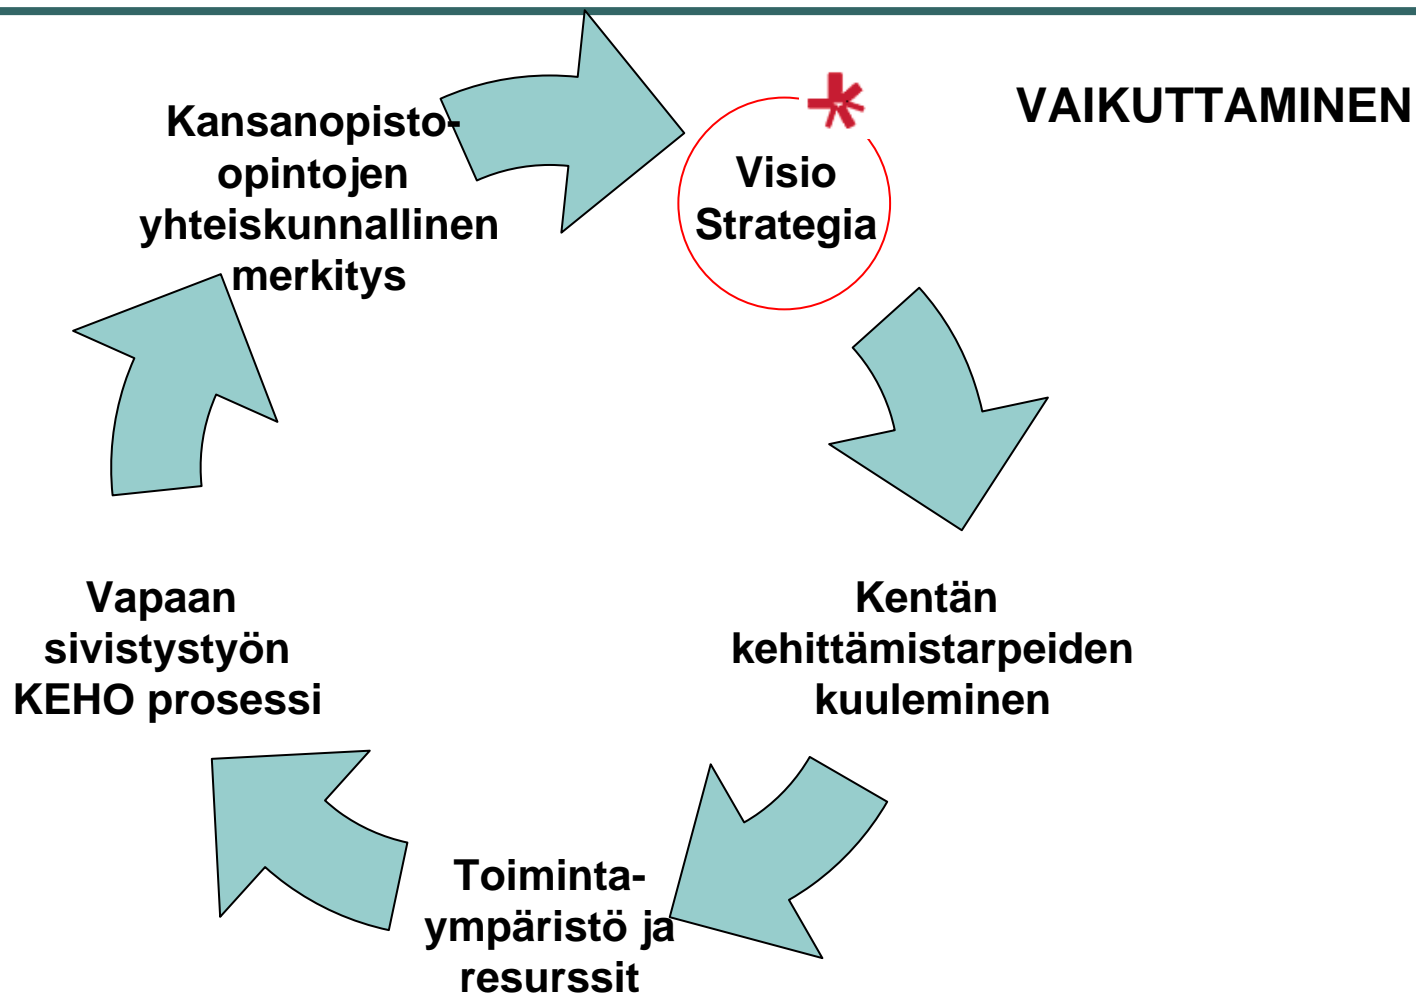 VAIKUTTAMINEN
Kansanopisto-
opintojen
yhteiskunnallinen
merkitys
Visio
Strategia
Kentän
kehittämistarpeiden
kuuleminen
Toiminta-
ympäristö ja
resurssit
Vapaan
sivistystyön
KEHO prosessi